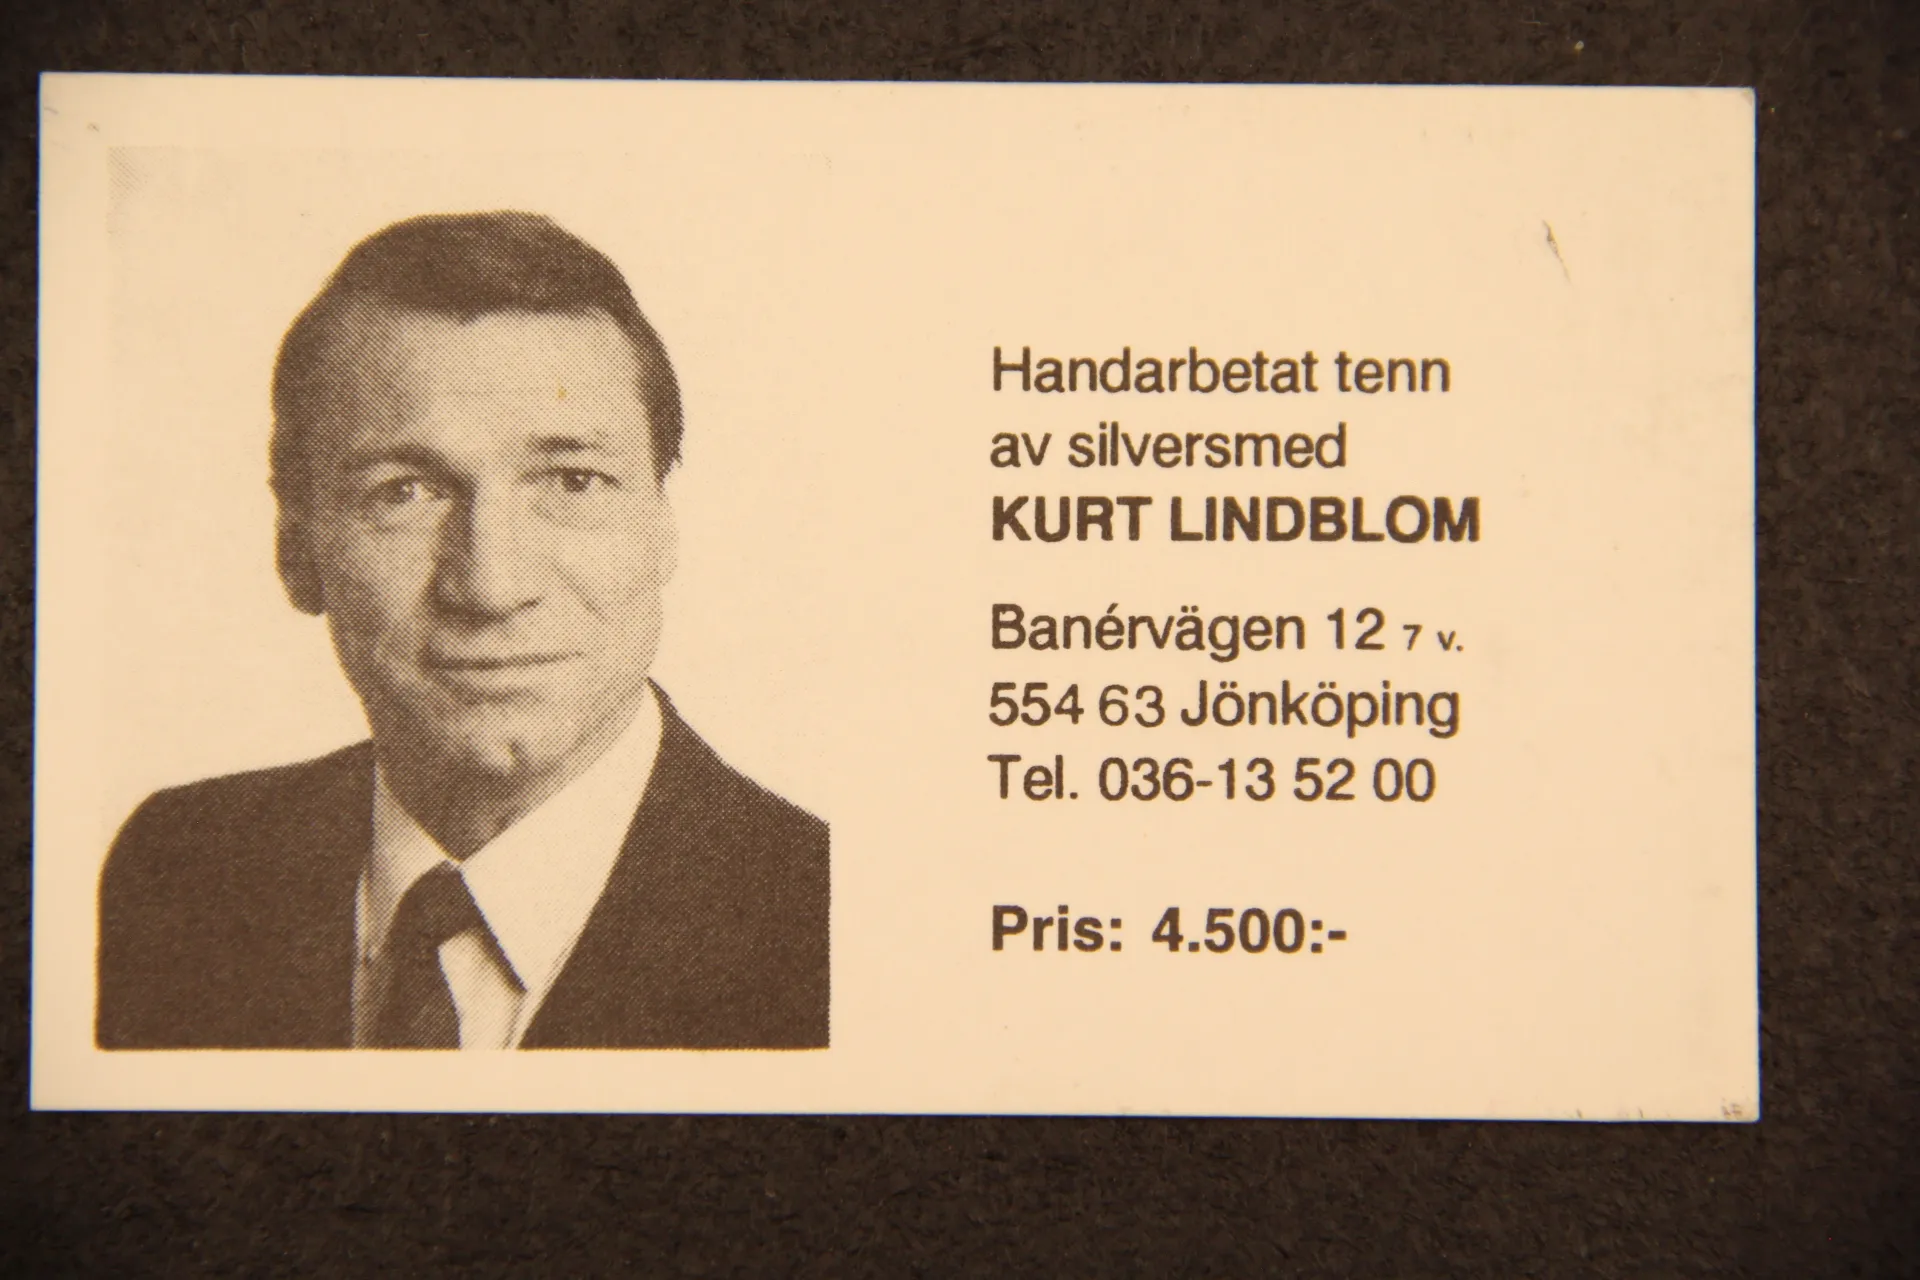 Handarbetat tenn
av silversmed
KURT LINDBLOM
Banérvägen 12 7 v.
554 63 Jönköping
Tel. 036-13 52 00
Pris: 4.500:-